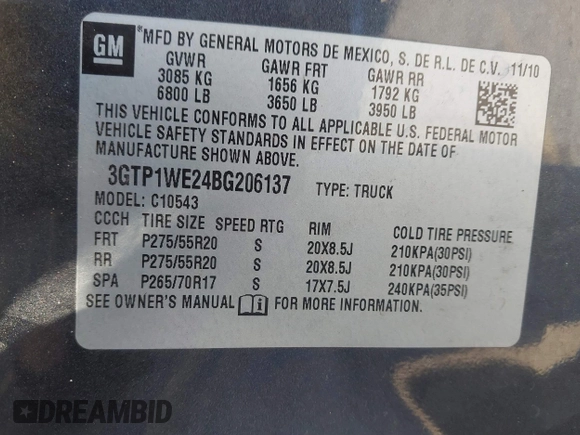 GM
MFD BY GENERAL MOTORS DE MEXICO, S. DE R.L. DE C.V. 11/10
GVWR GAWR FRT GAWR RR
3085 KG 1656 KG 1792 KG
6800 LB 3650 LB 3950 LB
THIS VEHICLE CONFORMS TO ALL APPLICABLE U.S. FEDERAL MOTOR
VEHICLE SAFETY STANDARDS IN EFFECT ON THE DATE OF
MANUFACTURE SHOWN ABOVE.
3GTP1WE24BG206137 TYPE: TRUCK
MODEL: C10543
CCCH TIRE SIZE SPEED RTG RIM COLD TIRE PRESSURE
FRT P275/55R20 S 20X8.5J 210KPA(30PSI)
RR P275/55R20 S 20X8.5J 210KPA(30PSI)
SPA P265/70R17 S 17X7.5J 240KPA(35PSI)
SEE OWNER'S MANUAL i FOR MORE INFORMATION.
DREAMBID